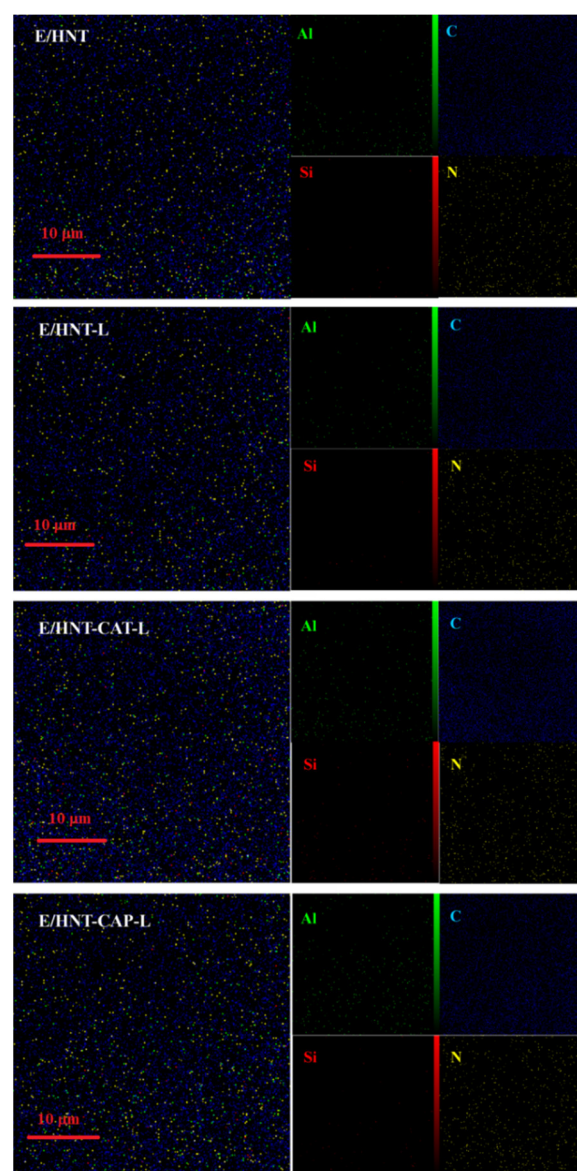 E/HNT
Al
C
Si
N
10 μm
E/HNT-L
Al
C
Si
N
10 μm
E/HNT-CAT-L
Al
C
Si
N
10 μm
E/HNT-CAP-L
Al
C
Si
N
10 μm